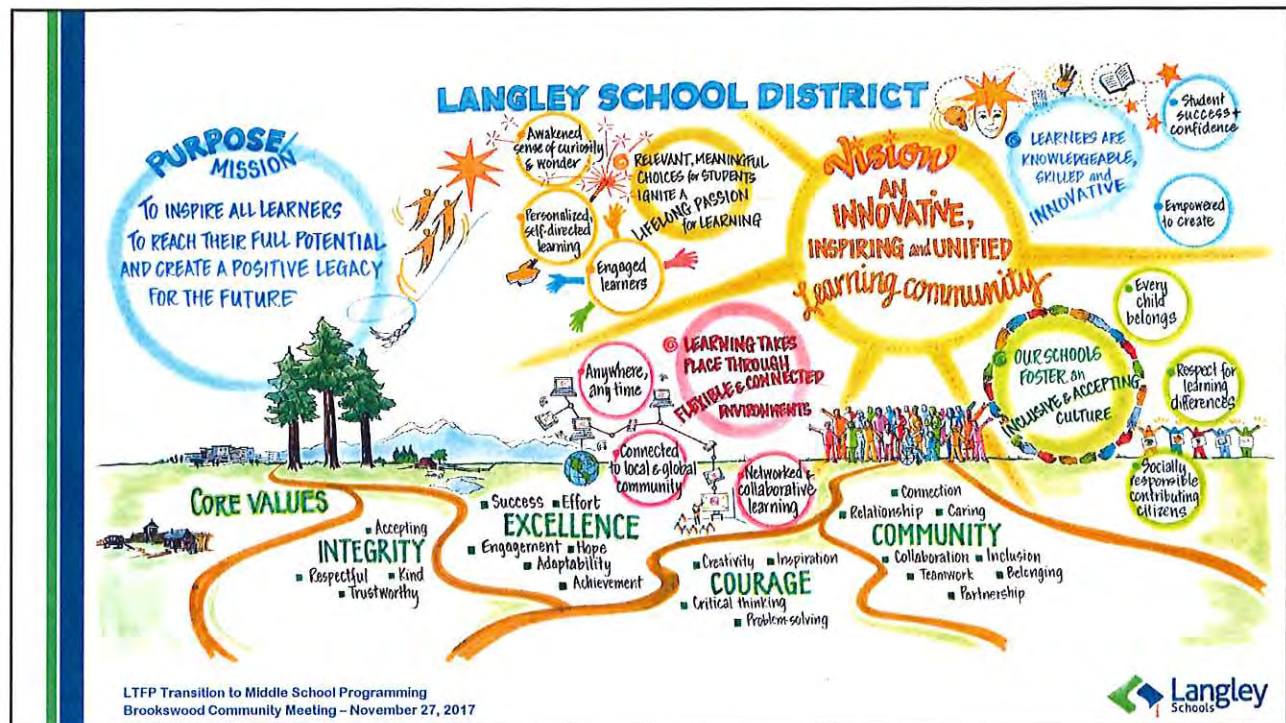 LANGLEY SCHOOL DISTRICT
PURPOSE/
MISSION
TO INSPIRE ALL LEARNERS
TO REACH THEIR FULL POTENTIAL
AND CREATE A POSITIVE LEGACY
FOR THE FUTURE
Awakened
sense of curiosity
& wonder
RELEVANT, MEANINGFUL
CHOICES for STUDENTS
IGNITE A
LIFELONG PASSION
for LEARNING
Personalized,
self-directed
learning
Engaged
learners
Vision
AN
INNOVATIVE,
INSPIRING and UNIFIED
Learning community
LEARNERS ARE
KNOWLEDGEABLE,
SKILLED and
INNOVATIVE
Student
success +
confidence
Empowered
to create
LEARNING TAKES
PLACE THROUGH
FLEXIBLE & CONNECTED
ENVIRONMENTS
Anywhere,
any time
Connected
to local & global
community
Networked &
collaborative
learning
OUR SCHOOLS
FOSTER an
INCLUSIVE & ACCEPTING
CULTURE
Every
child
belongs
Respect for
learning
differences
Socially
responsible
contributing
citizens
CORE VALUES
Accepting
INTEGRITY
Respectful Kind
Trustworthy
Success Effort
EXCELLENCE
Engagement Hope
Adaptability
Achievement
Creativity Inspiration
COURAGE
Critical thinking
Problem-solving
Connection
Relationship Caring
COMMUNITY
Collaboration Inclusion
Teamwork Belonging
Partnership
LTFP Transition to Middle School Programming
Brookswood Community Meeting – November 27, 2017
Langley
Schools